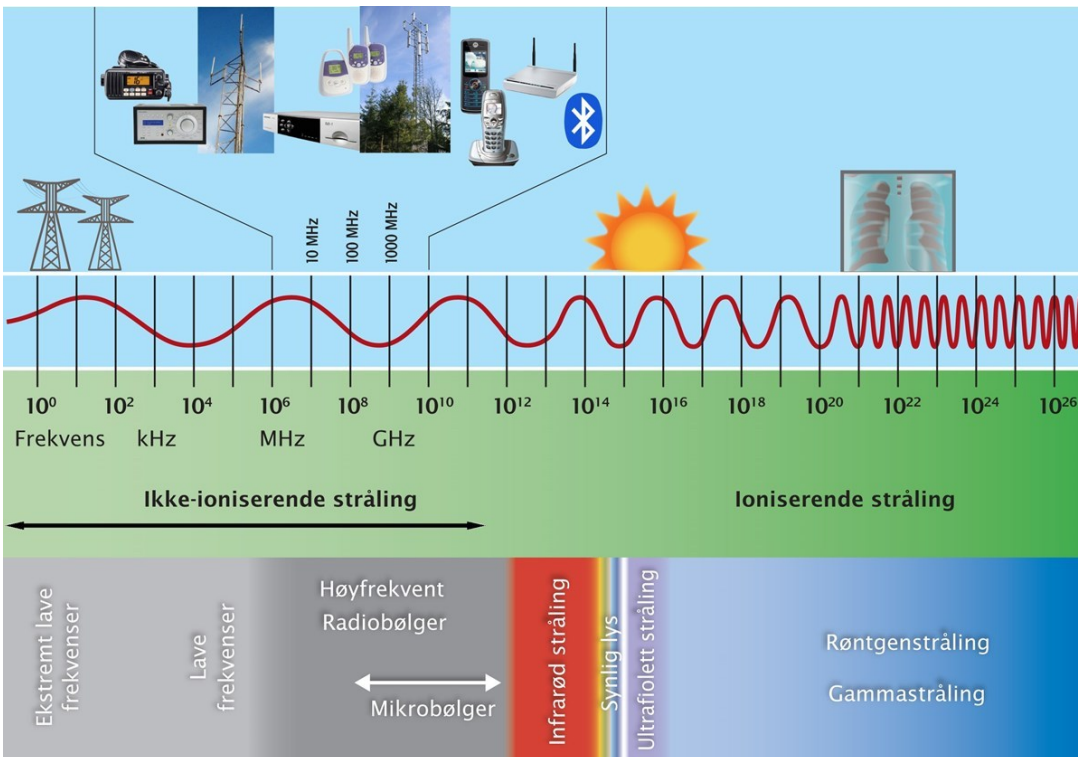 10 MHz
100 MHz
1000 MHz
10⁰ 10² 10⁴ 10⁶ 10⁸ 10¹⁰ 10¹² 10¹⁴ 10¹⁶ 10¹⁸ 10²⁰ 10²² 10²⁴ 10²⁶
Frekvens kHz MHz GHz
Ikke-ioniserende stråling
Ioniserende stråling
Ekstremt lave
frekvenser
Lave
frekvenser
Høyfrekvent
Radiobølger
Mikrobølger
Infrarød stråling
Synlig lys
Ultrafiolett stråling
Røntgenstråling
Gammastråling